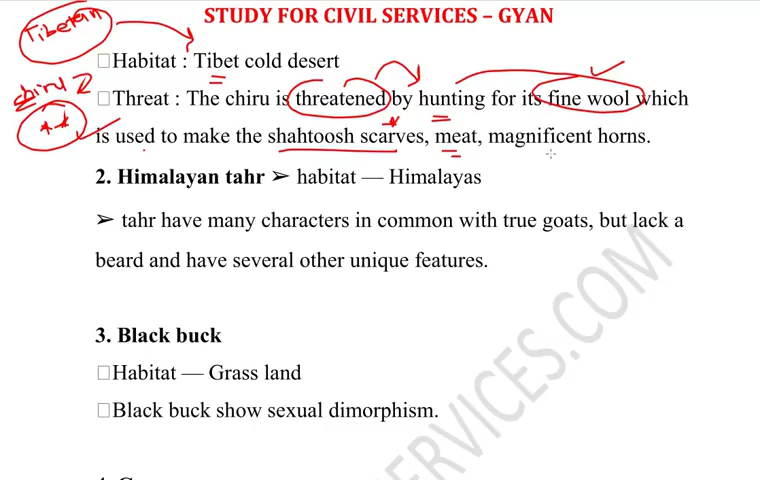 STUDY FOR CIVIL SERVICES – GYAN
Tibetan
□Habitat : Tibet cold desert
chiru
□Threat : The chiru is threatened by hunting for its fine wool which
is used to make the shahtoosh scarves, meat, magnificent horns.
2. Himalayan tahr ➢ habitat — Himalayas
➢ tahr have many characters in common with true goats, but lack a
beard and have several other unique features.
3. Black buck
□Habitat — Grass land
□Black buck show sexual dimorphism.
SERVICES.COM